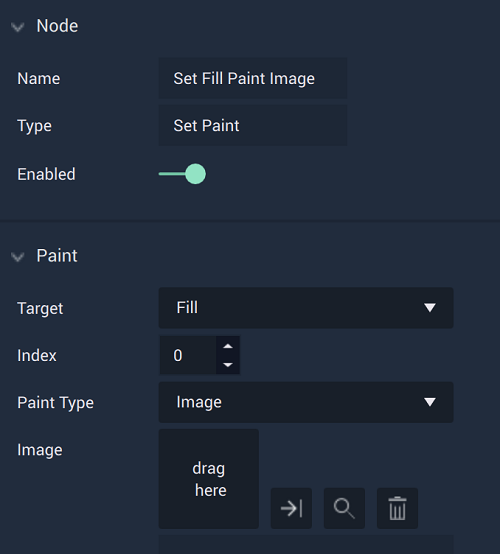 Node
Name Set Fill Paint Image
Type Set Paint
Enabled
Paint
Target Fill
Index 0
Paint Type Image
Image drag
here